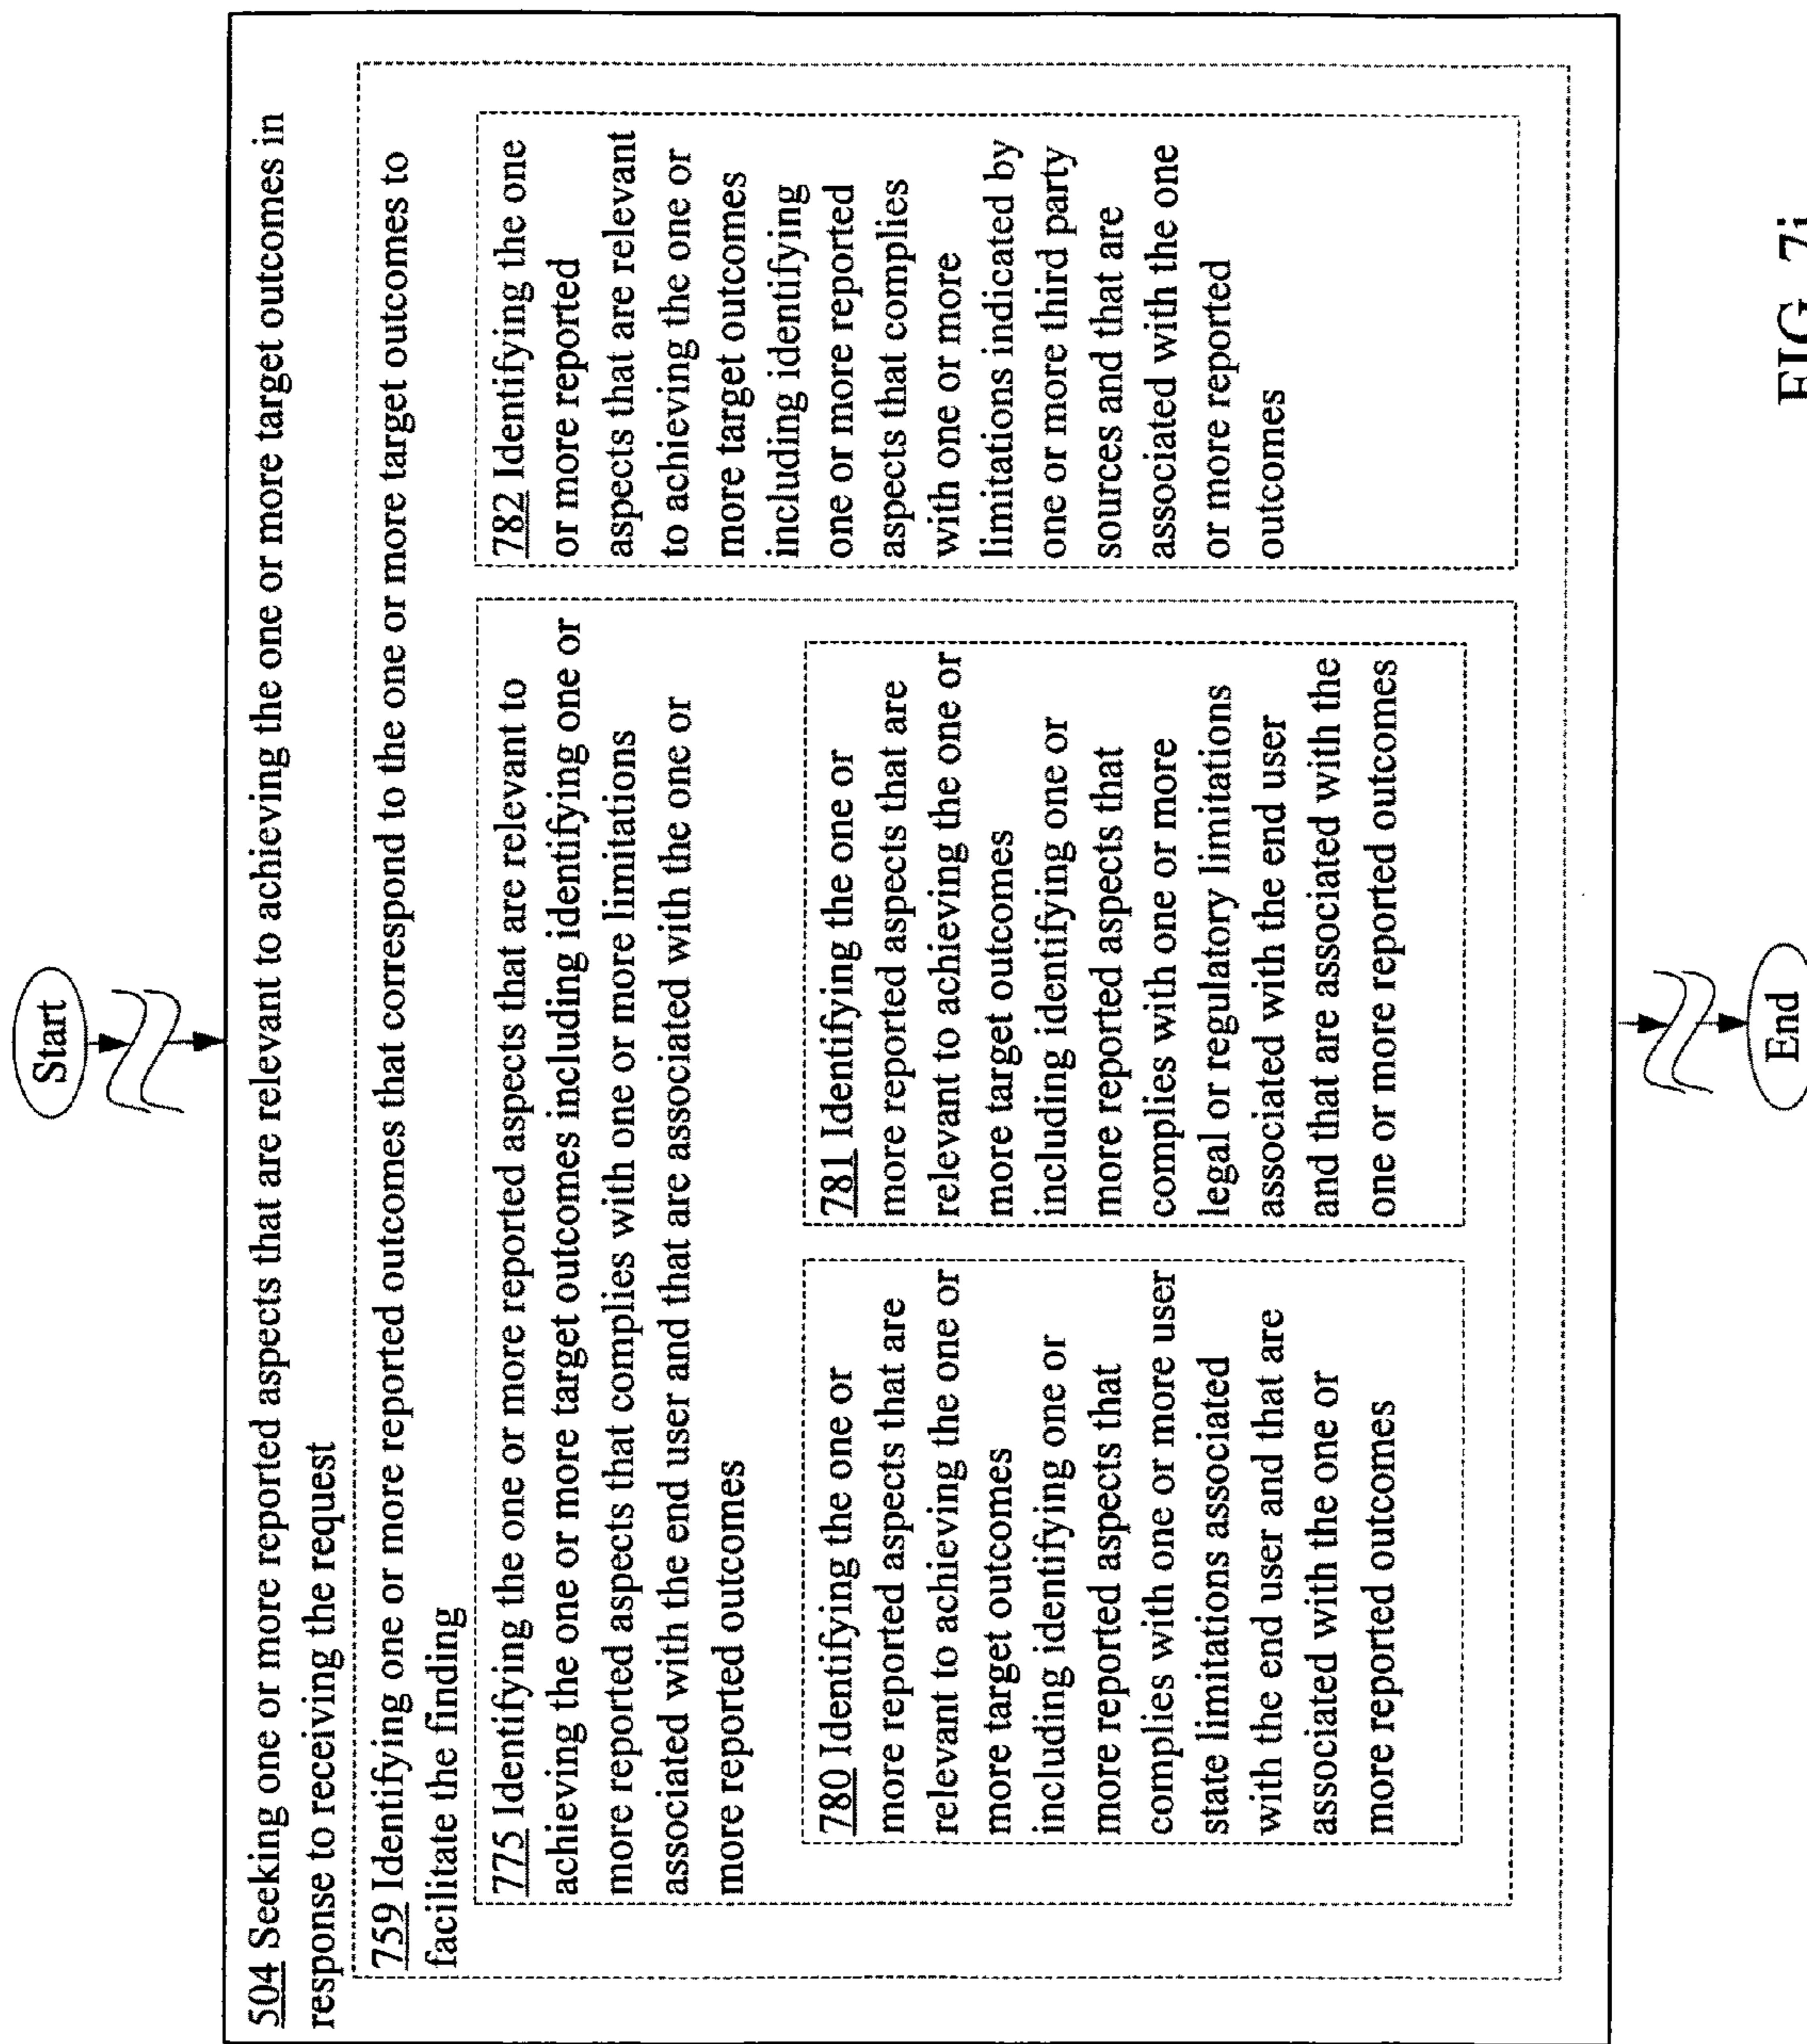 Start
504 Seeking one or more reported aspects that are relevant to achieving the one or more target outcomes in
response to receiving the request
759 Identifying one or more reported outcomes that correspond to the one or more target outcomes to
facilitate the finding
775 Identifying the one or more reported aspects that are relevant to
achieving the one or more target outcomes including identifying one or
more reported aspects that complies with one or more limitations
associated with the end user and that are associated with the one or
more reported outcomes
780 Identifying the one or
more reported aspects that are
relevant to achieving the one or
more target outcomes
including identifying one or
more reported aspects that
complies with one or more user
state limitations associated
with the end user and that are
associated with the one or
more reported outcomes
781 Identifying the one or
more reported aspects that are
relevant to achieving the one or
more target outcomes
including identifying one or
more reported aspects that
complies with one or more
legal or regulatory limitations
associated with the end user
and that are associated with the
one or more reported outcomes
782 Identifying the one
or more reported
aspects that are relevant
to achieving the one or
more target outcomes
including identifying
one or more reported
aspects that complies
with one or more
limitations indicated by
one or more third party
sources and that are
associated with the one
or more reported
outcomes
End